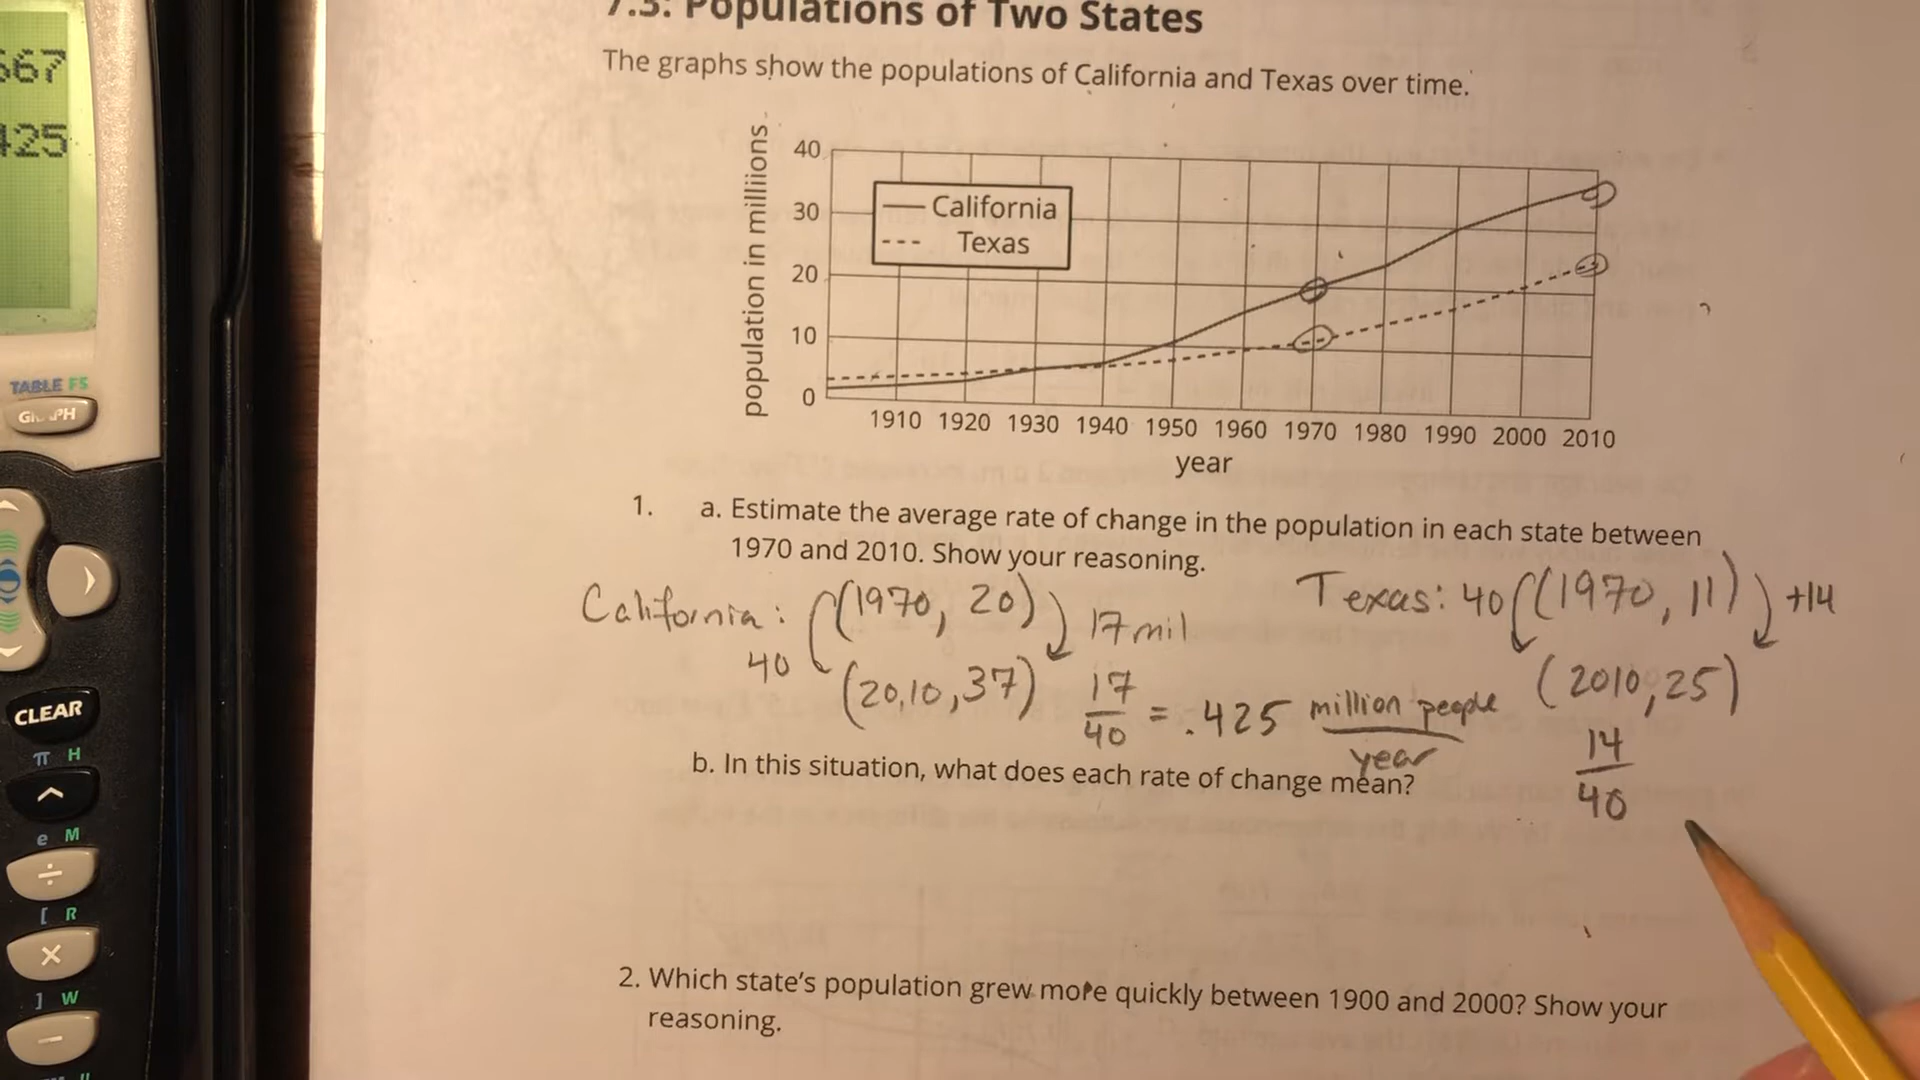 667
425
TABLE F5
GRAPH
CLEAR
π H
^
e M
÷
[ R
×
] W
−
7.3: Populations of Two States
The graphs show the populations of California and Texas over time.
population in milliions
40
30
20
10
0
California
Texas
1910 1920 1930 1940 1950 1960 1970 1980 1990 2000 2010
year
1. a. Estimate the average rate of change in the population in each state between
1970 and 2010. Show your reasoning.
California: (1970, 20) 17 mil
40 (2010, 37)
17/40 = .425 million people/year
Texas: 40 (1970, 11) +14
(2010, 25)
14/40
b. In this situation, what does each rate of change mean?
2. Which state's population grew more quickly between 1900 and 2000? Show your
reasoning.